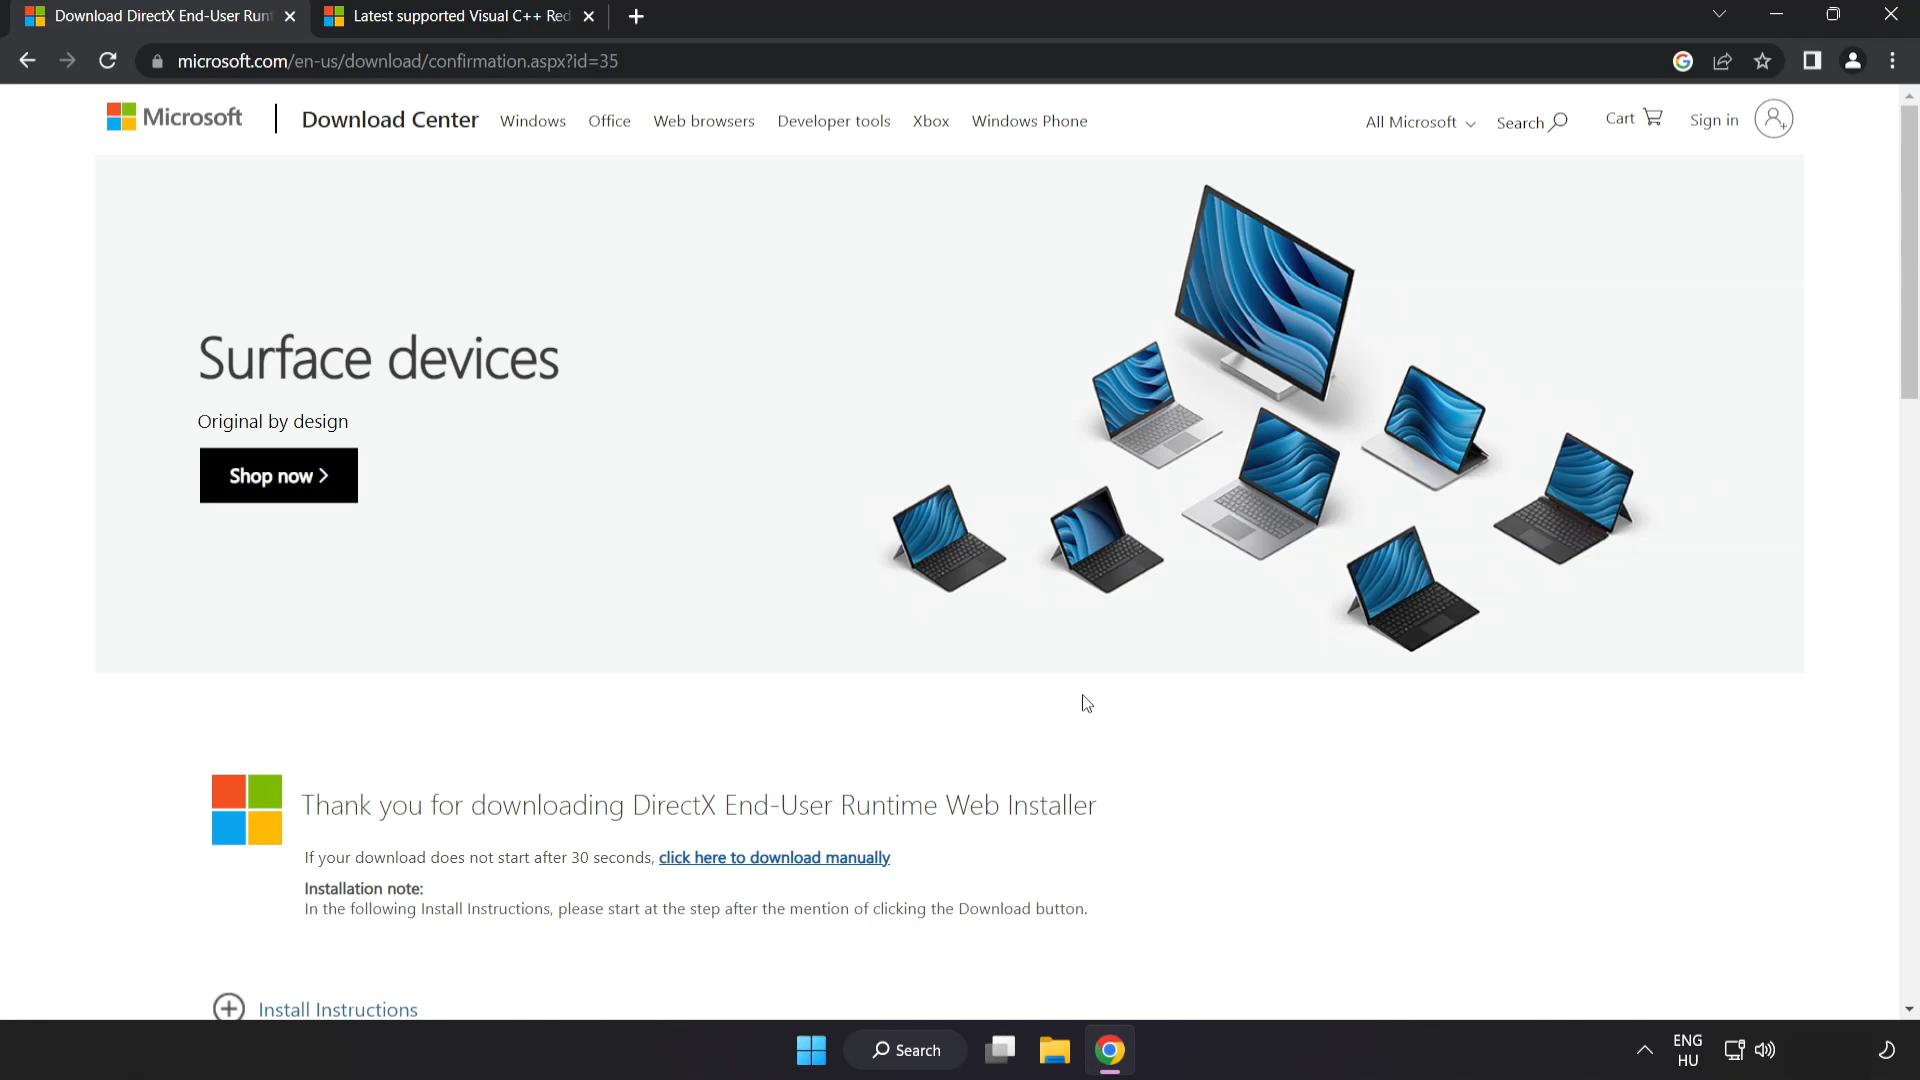 Download DirectX End-User Runt
Latest supported Visual C++ Red
microsoft.com/en-us/download/confirmation.aspx?id=35
Microsoft
Download Center
Windows
Office
Web browsers
Developer tools
Xbox
Windows Phone
All Microsoft
Search
Cart
Sign in
Surface devices
Original by design
Shop now
Thank you for downloading DirectX End-User Runtime Web Installer
If your download does not start after 30 seconds, click here to download manually
Installation note:
In the following Install Instructions, please start at the step after the mention of clicking the Download button.
Install Instructions
Search
ENG
HU